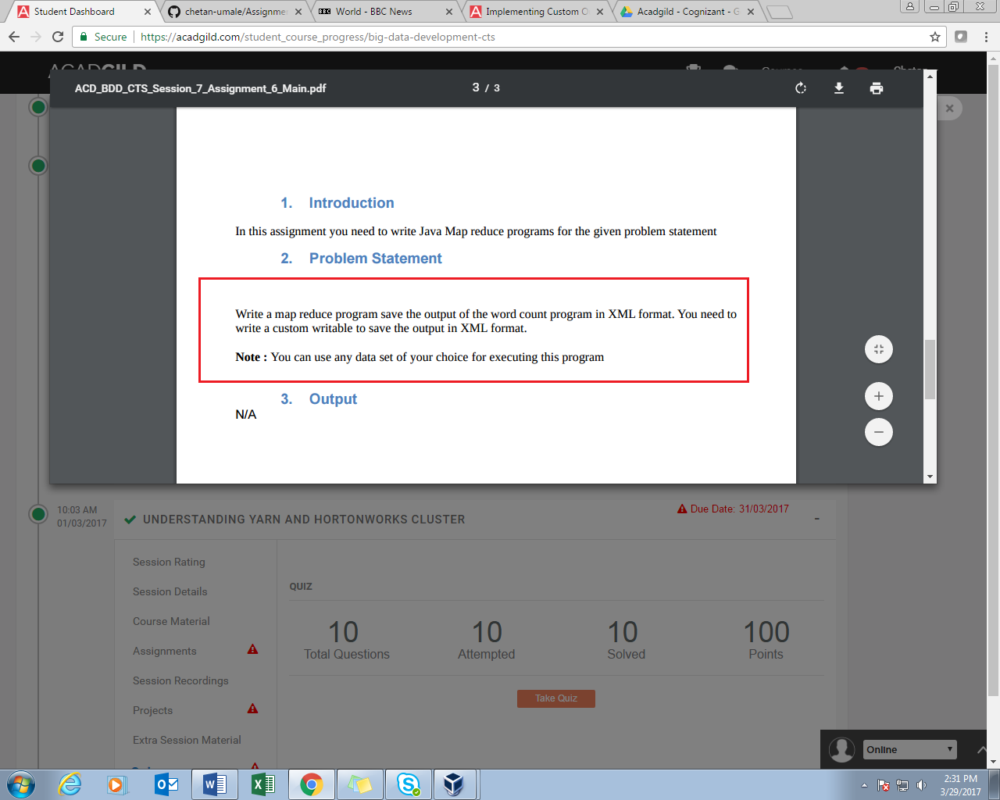 Student Dashboard
chetan-umale/Assignme
BBC World - BBC News
Implementing Custom O
Acadgild - Cognizant - G
Secure https://acadgild.com/student_course_progress/big-data-development-cts
ACADGILD
ACD_BDD_CTS_Session_7_Assignment_6_Main.pdf
3 / 3
1. Introduction
In this assignment you need to write Java Map reduce programs for the given problem statement
2. Problem Statement
Write a map reduce program save the output of the word count program in XML format. You need to
write a custom writable to save the output in XML format.
Note : You can use any data set of your choice for executing this program
3. Output
N/A
10:03 AM
01/03/2017
UNDERSTANDING YARN AND HORTONWORKS CLUSTER
Due Date: 31/03/2017
-
Session Rating
Session Details
Course Material
Assignments
Session Recordings
Projects
Extra Session Material
QUIZ
10 10 10 100
Total Questions Attempted Solved Points
Take Quiz
Online
2:31 PM
3/29/2017